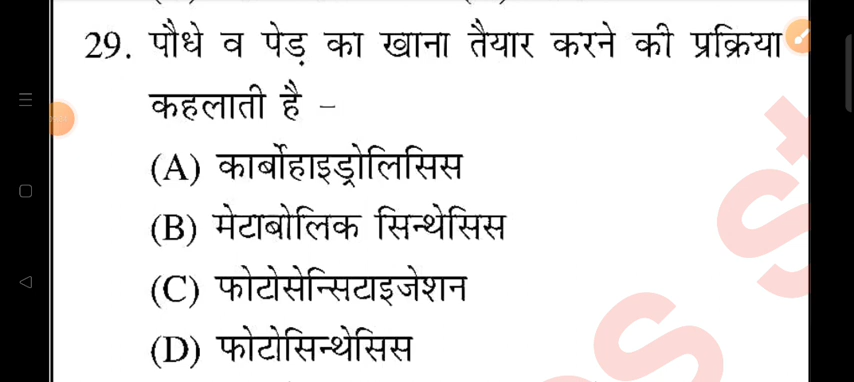 29. पौधे व पेड़ का खाना तैयार करने की प्रक्रिया
कहलाती है –
(A) कार्बोहाइड्रोलिसिस
(B) मेटाबोलिक सिन्थेसिस
(C) फोटोसेन्सिटाइजेशन
(D) फोटोसिन्थेसिस